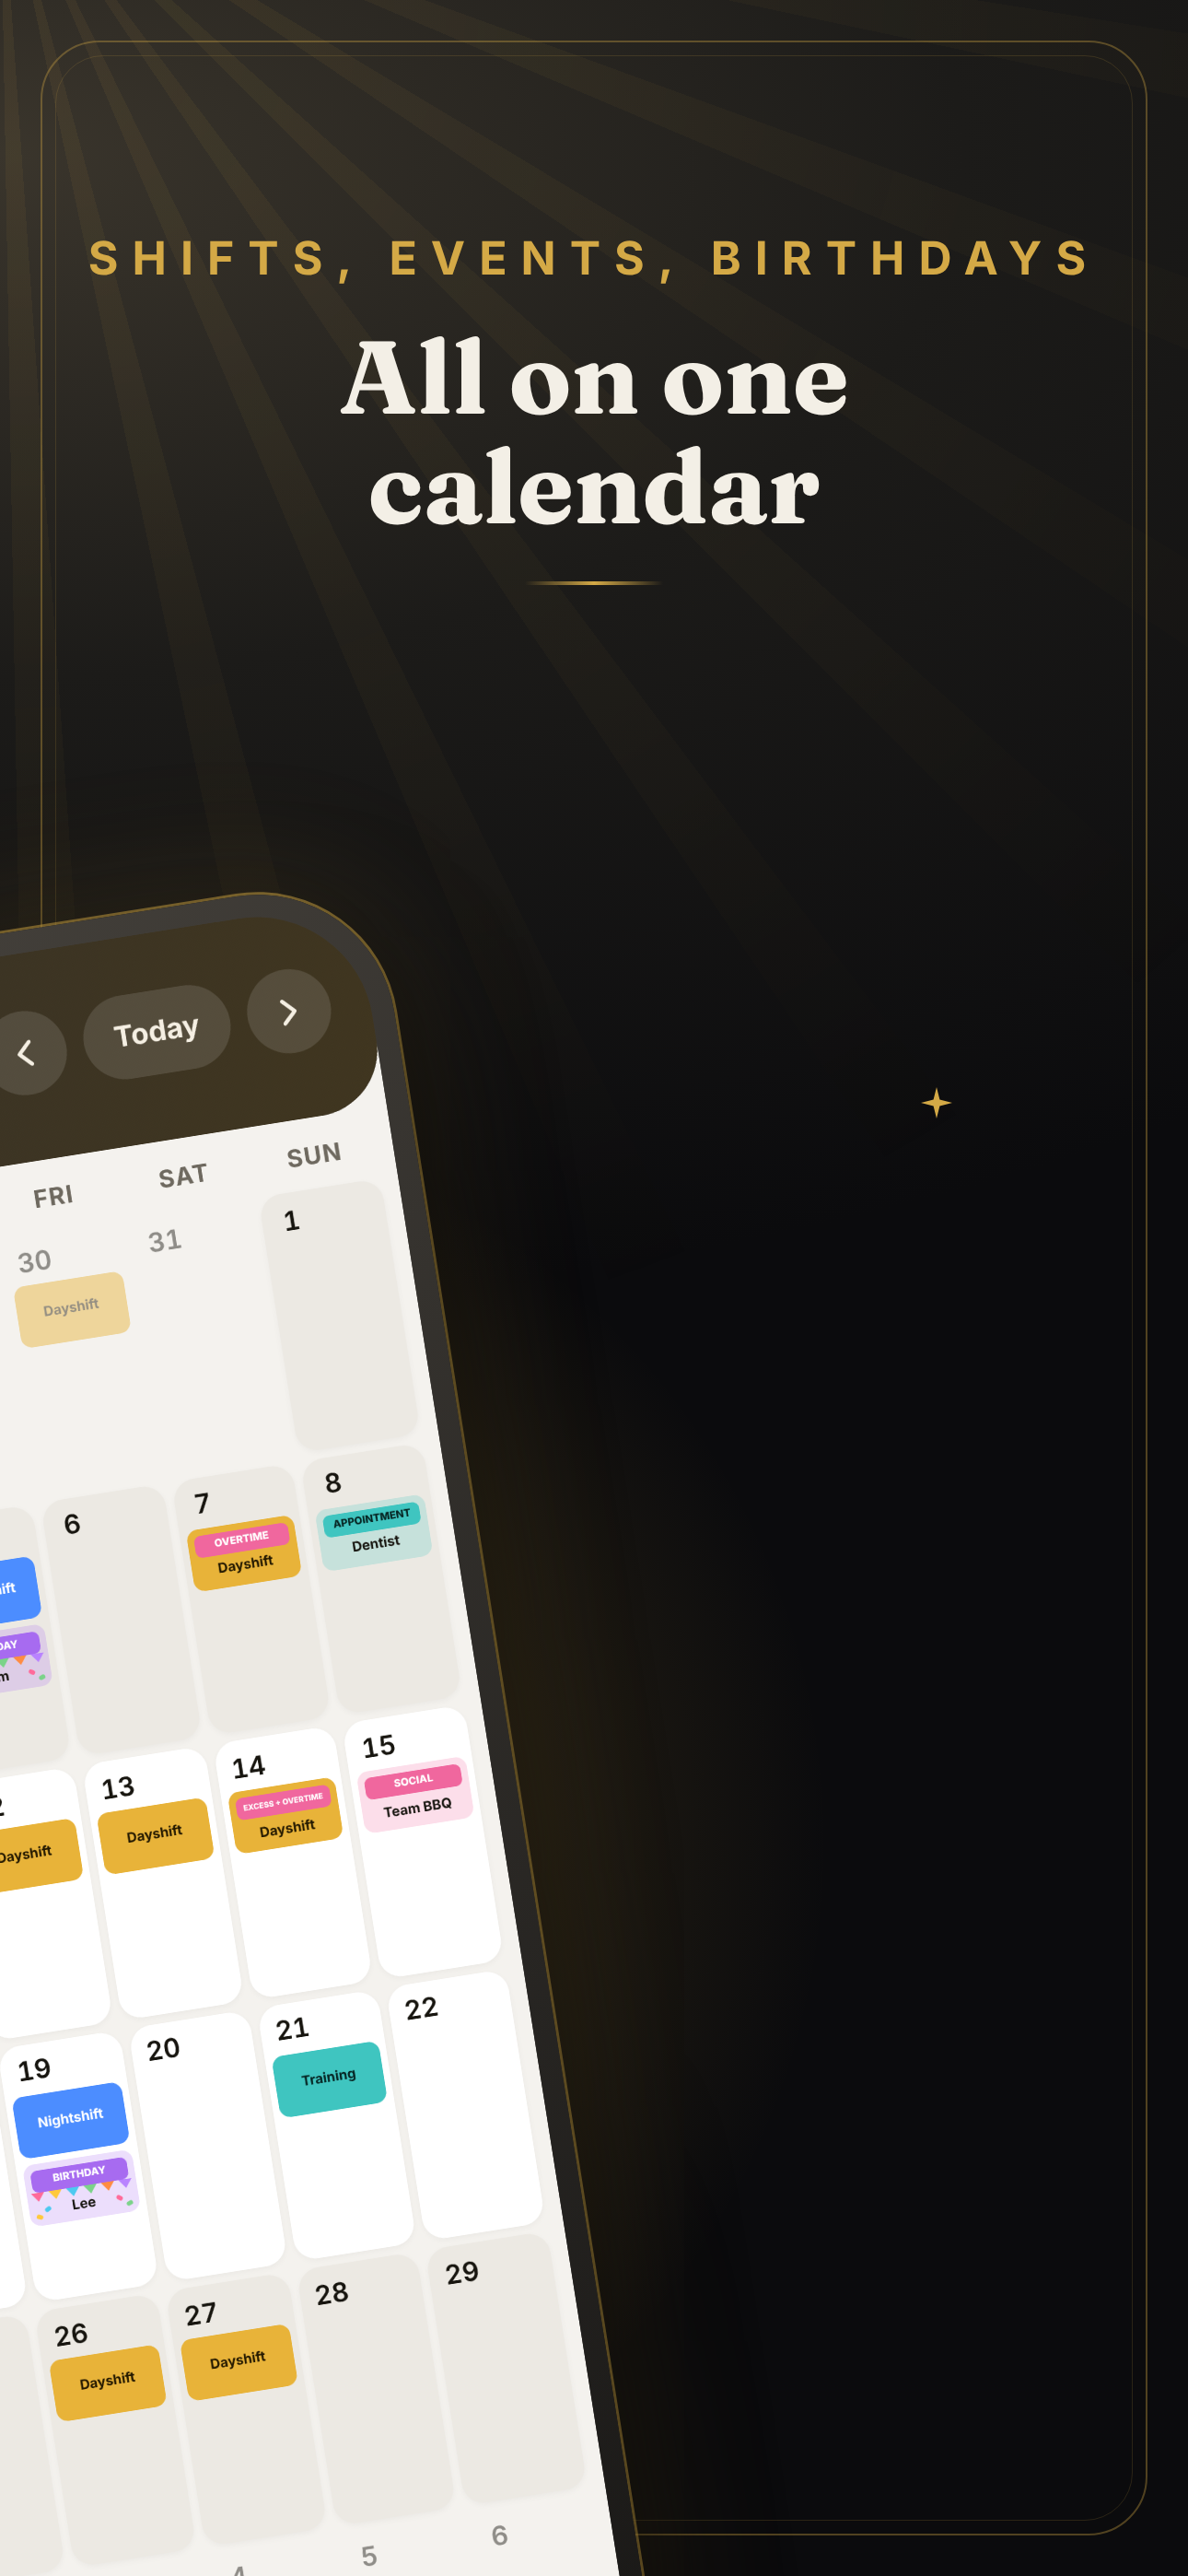 SHIFTS, EVENTS, BIRTHDAYS
All on one
calendar
Today
FRI SAT SUN
30 31 1
Dayshift
6 7 8
OVERTIME
Dayshift
APPOINTMENT
Dentist
13 14 15
Dayshift
Dayshift
EXCESS + OVERTIME
Dayshift
SOCIAL
Team BBQ
19 20 21 22
Nightshift
Training
BIRTHDAY
Lee
26 27 28 29
Dayshift
Dayshift
4 5 6